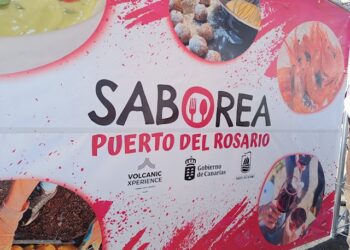 SABOREA
PUERTO DEL ROSARIO
VOLCANIC
XPERIENCE
Gobierno
de Canarias